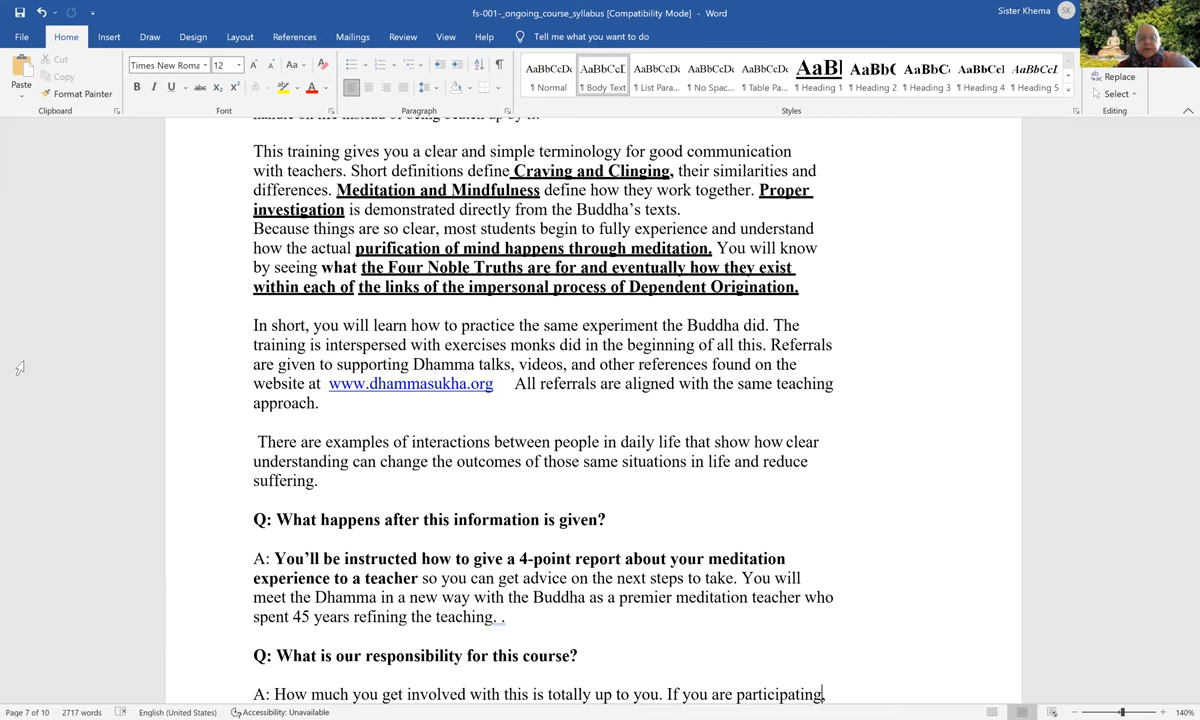 fs-001-_ongoing_course_syllabus [Compatibility Mode] - Word
Sister Khema
SK
File Home Insert Draw Design Layout References Mailings Review View Help Tell me what you want to do
Paste
Cut
Copy
Format Painter
Clipboard
Times New Roma 12
Font
Paragraph
AaBbCcDc AaBbCcD AaBbCcDc AaBbCcDc AaBbCcDc AaBl AaBb( AaBbC AaBbCcl AaBbCcL
¶ Normal ¶ Body Text ¶ List Para... ¶ No Spac... ¶ Table Pa... ¶ Heading 1 ¶ Heading 2 ¶ Heading 3 ¶ Heading 4 ¶ Heading 5
Styles
Replace
Select
Editing
handle on life instead of being beaten up by it.
This training gives you a clear and simple terminology for good communication
with teachers. Short definitions define Craving and Clinging, their similarities and
differences. Meditation and Mindfulness define how they work together. Proper
investigation is demonstrated directly from the Buddha's texts.
Because things are so clear, most students begin to fully experience and understand
how the actual purification of mind happens through meditation. You will know
by seeing what the Four Noble Truths are for and eventually how they exist
within each of the links of the impersonal process of Dependent Origination.
In short, you will learn how to practice the same experiment the Buddha did. The
training is interspersed with exercises monks did in the beginning of all this. Referrals
are given to supporting Dhamma talks, videos, and other references found on the
website at www.dhammasukha.org All referrals are aligned with the same teaching
approach.
There are examples of interactions between people in daily life that show how clear
understanding can change the outcomes of those same situations in life and reduce
suffering.
Q: What happens after this information is given?
A: You'll be instructed how to give a 4-point report about your meditation
experience to a teacher so you can get advice on the next steps to take. You will
meet the Dhamma in a new way with the Buddha as a premier meditation teacher who
spent 45 years refining the teaching. .
Q: What is our responsibility for this course?
A: How much you get involved with this is totally up to you. If you are participating,
Page 7 of 10 2717 words English (United States) Accessibility: Unavailable 140%